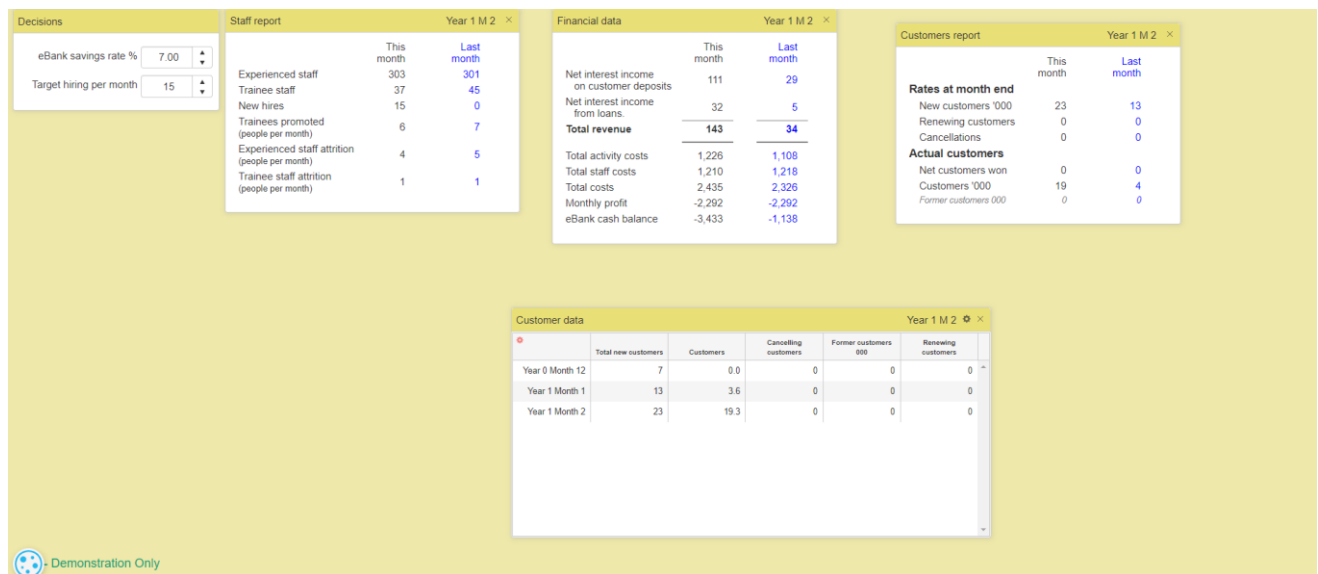 Decisions
eBank savings rate % 7.00
Target hiring per month 15
Staff report Year 1 M 2 ×
This month Last month
Experienced staff 303 301
Trainee staff 37 45
New hires 15 0
Trainees promoted 6 7
(people per month)
Experienced staff attrition 4 5
(people per month)
Trainee staff attrition 1 1
(people per month)
Financial data Year 1 M 2 ×
This month Last month
Net interest income
on customer deposits 111 29
Net interest income
from loans. 32 5
Total revenue 143 34
Total activity costs 1,226 1,108
Total staff costs 1,210 1,218
Total costs 2,435 2,326
Monthly profit -2,292 -2,292
eBank cash balance -3,433 -1,138
Customers report Year 1 M 2 ×
This month Last month
Rates at month end
New customers '000 23 13
Renewing customers 0 0
Cancellations 0 0
Actual customers
Net customers won 0 0
Customers '000 19 4
Former customers 000 0 0
Customer data Year 1 M 2 ×
Total new customers Customers Cancelling customers Former customers 000 Renewing customers
Year 0 Month 12 7 0.0 0 0 0
Year 1 Month 1 13 3.6 0 0 0
Year 1 Month 2 23 19.3 0 0 0
- Demonstration Only